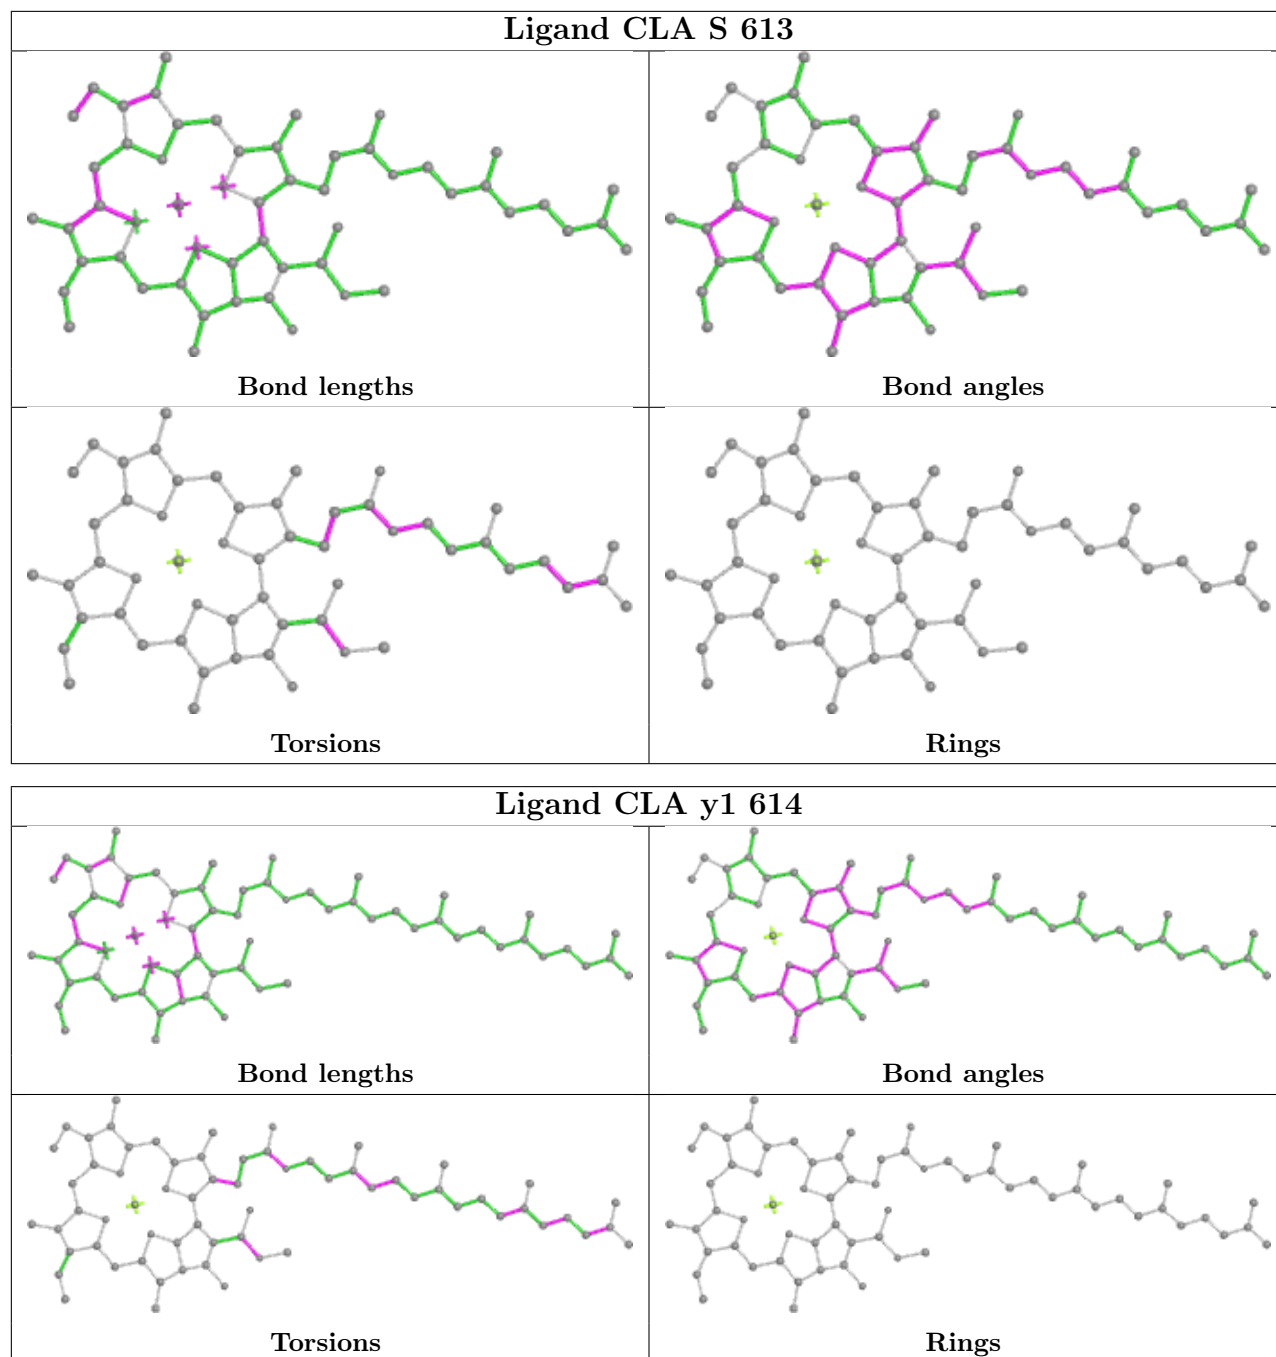 Ligand CLA S 613
Bond lengths
Bond angles
Torsions
Rings
Ligand CLA y1 614
Bond lengths
Bond angles
Torsions
Rings